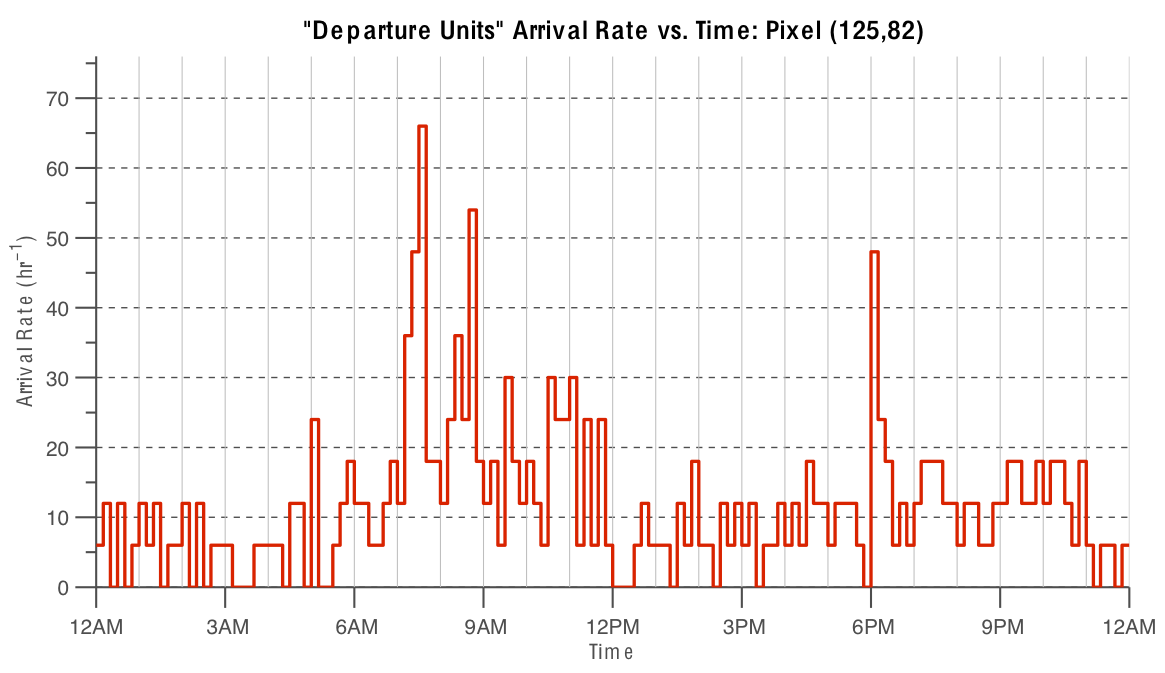 "Departure Units" Arrival Rate vs. Time: Pixel (125,82)
Arrival Rate (hr⁻¹)
70
60
50
40
30
20
10
0
12AM 3AM 6AM 9AM 12PM 3PM 6PM 9PM 12AM
Time